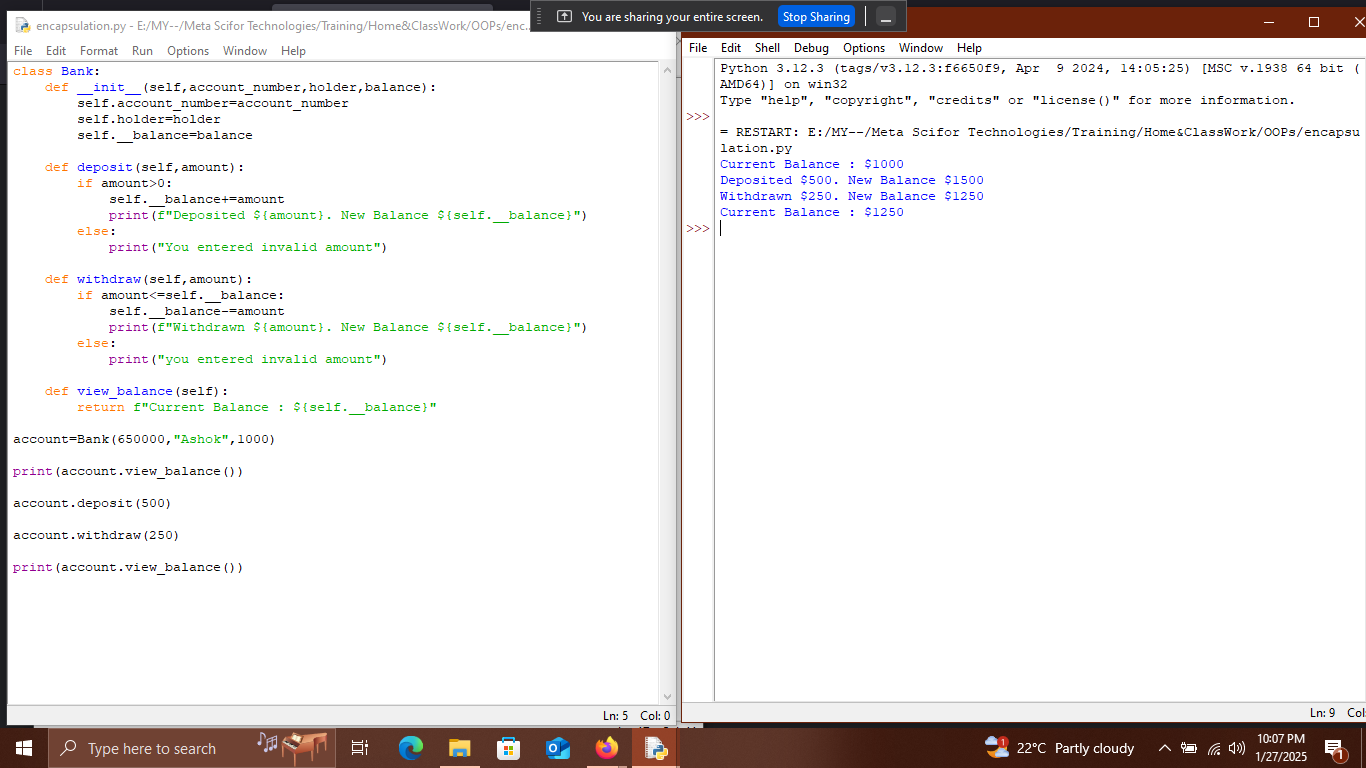 You are sharing your entire screen.
Stop Sharing
encapsulation.py - E:/MY--/Meta Scifor Technologies/Training/Home&ClassWork/OOPs/enc...
File Edit Format Run Options Window Help
class Bank:
    def __init__(self,account_number,holder,balance):
        self.account_number=account_number
        self.holder=holder
        self.__balance=balance
    def deposit(self,amount):
        if amount>0:
            self.__balance+=amount
            print(f"Deposited ${amount}. New Balance ${self.__balance}")
        else:
            print("You entered invalid amount")
    def withdraw(self,amount):
        if amount<=self.__balance:
            self.__balance-=amount
            print(f"Withdrawn ${amount}. New Balance ${self.__balance}")
        else:
            print("you entered invalid amount")
    def view_balance(self):
        return f"Current Balance : ${self.__balance}"
account=Bank(650000,"Ashok",1000)
print(account.view_balance())
account.deposit(500)
account.withdraw(250)
print(account.view_balance())
Ln: 5 Col: 0
File Edit Shell Debug Options Window Help
Python 3.12.3 (tags/v3.12.3:f6650f9, Apr  9 2024, 14:05:25) [MSC v.1938 64 bit (
AMD64)] on win32
Type "help", "copyright", "credits" or "license()" for more information.
>>>
= RESTART: E:/MY--/Meta Scifor Technologies/Training/Home&ClassWork/OOPs/encapsu
lation.py
Current Balance : $1000
Deposited $500. New Balance $1500
Withdrawn $250. New Balance $1250
Current Balance : $1250
>>>
Ln: 9 Col:
Type here to search
1
22°C Partly cloudy
10:07 PM
1/27/2025
1